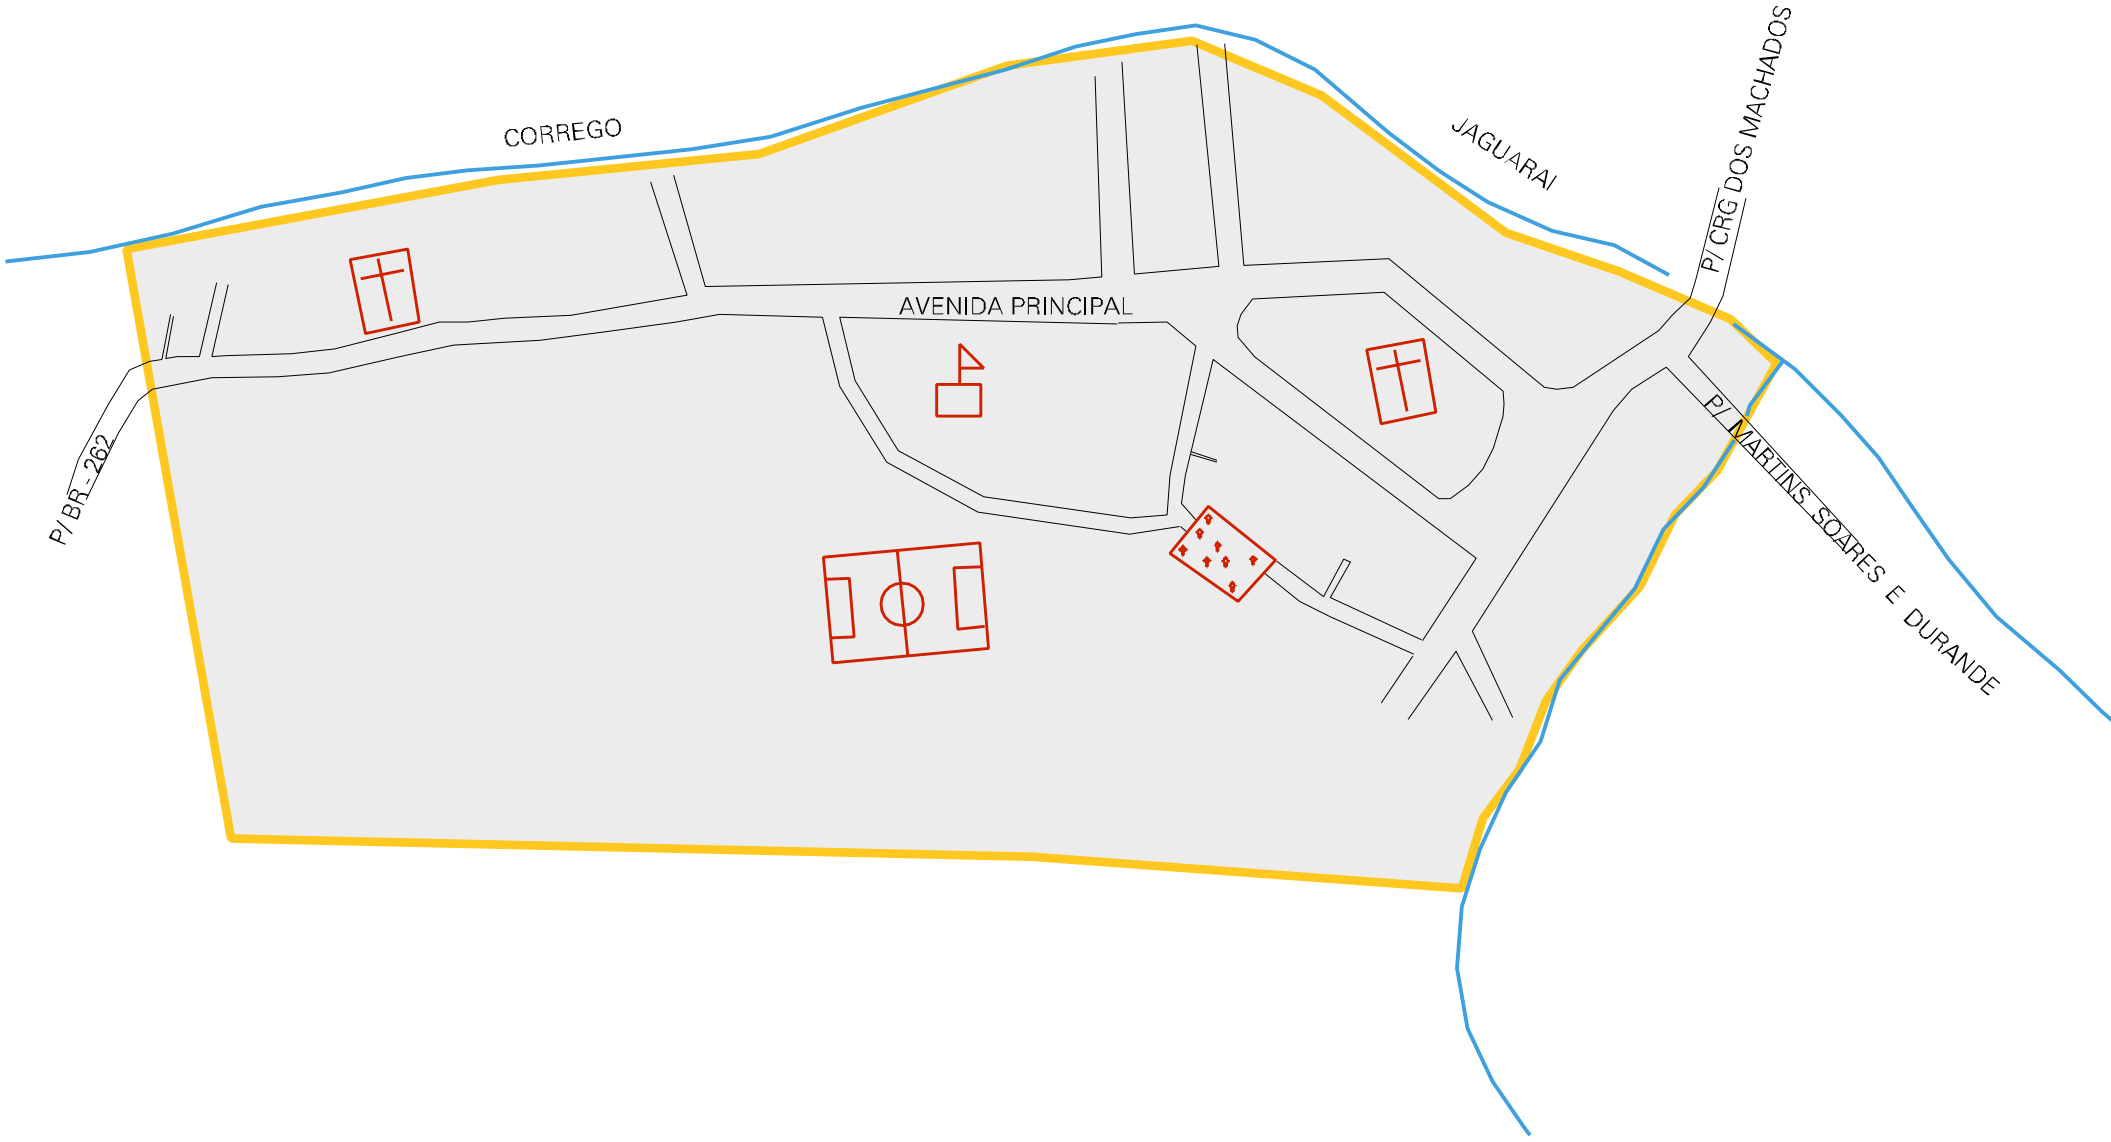 CORREGO
JAGUARAI
P/ CRG DOS MACHADOS
AVENIDA PRINCIPAL
P/ BR - 262
P/ MARTINS SOARES E DURANDE